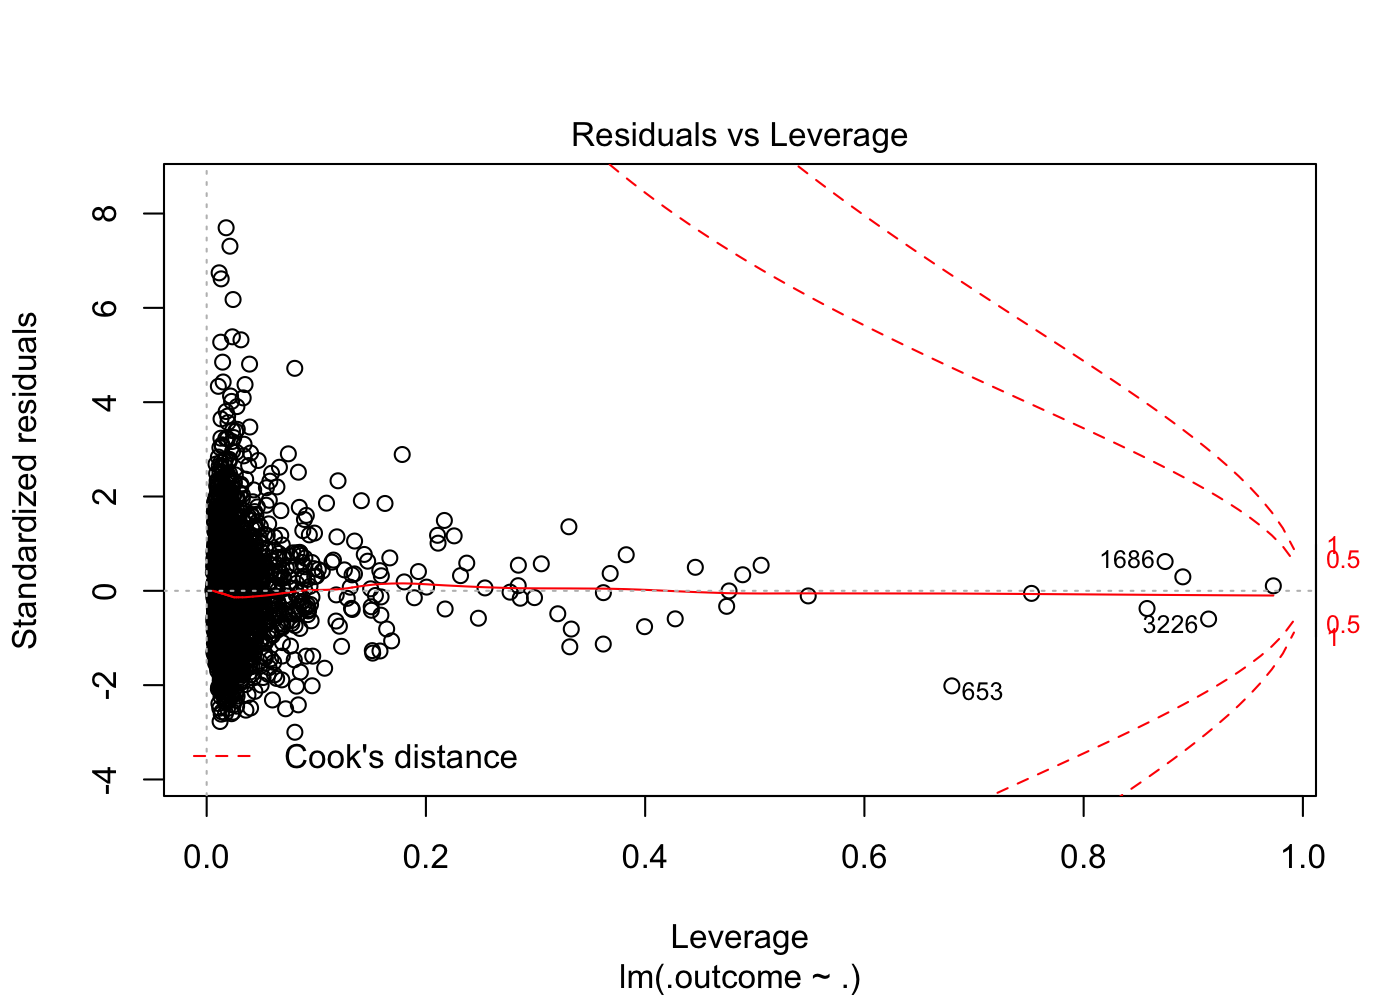 Residuals vs Leverage
Standardized residuals
8
6
4
2
0
-2
-4
1686
3226
653
1
0.5
0.5
1
Cook's distance
0.0 0.2 0.4 0.6 0.8 1.0
Leverage
lm(.outcome ~ .)